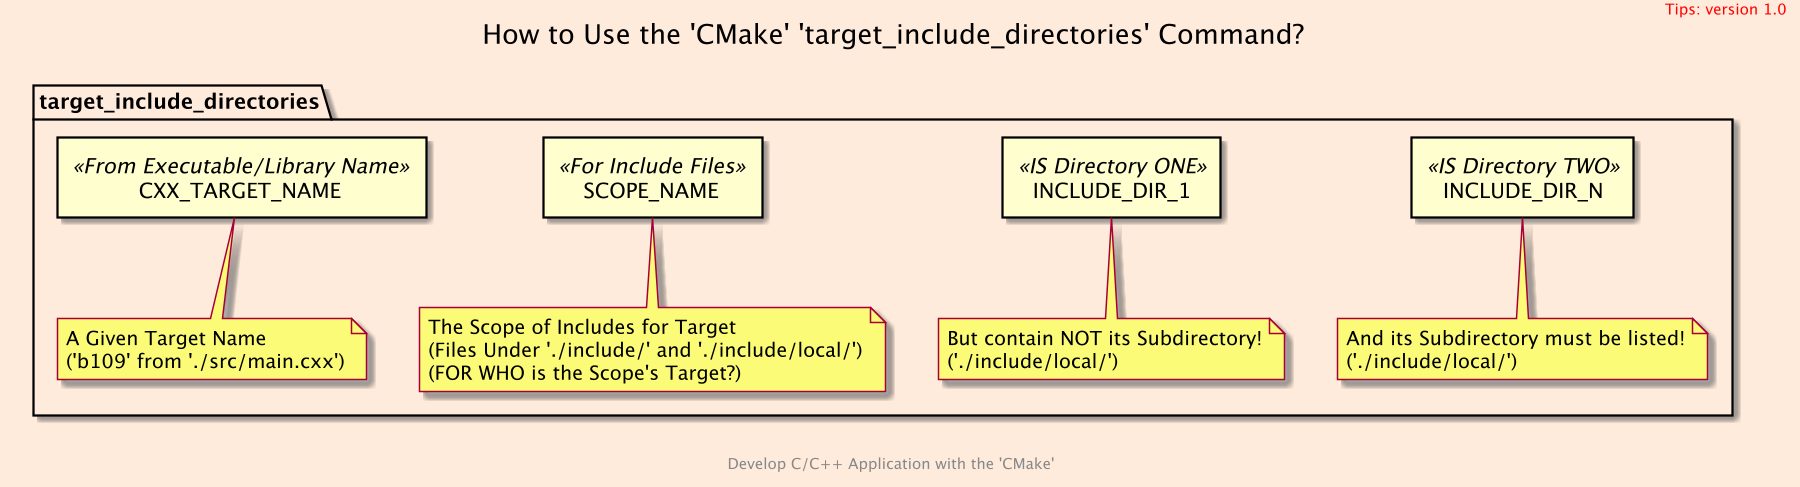 Tips: version 1.0
How to Use the 'CMake' 'target_include_directories' Command?
target_include_directories
«From Executable/Library Name»
CXX_TARGET_NAME
«For Include Files»
SCOPE_NAME
«IS Directory ONE»
INCLUDE_DIR_1
«IS Directory TWO»
INCLUDE_DIR_N
A Given Target Name
('b109' from './src/main.cxx')
The Scope of Includes for Target
(Files Under './include/' and './include/local/')
(FOR WHO is the Scope's Target?)
But contain NOT its Subdirectory!
('./include/local/')
And its Subdirectory must be listed!
('./include/local/')
Develop C/C++ Application with the 'CMake'